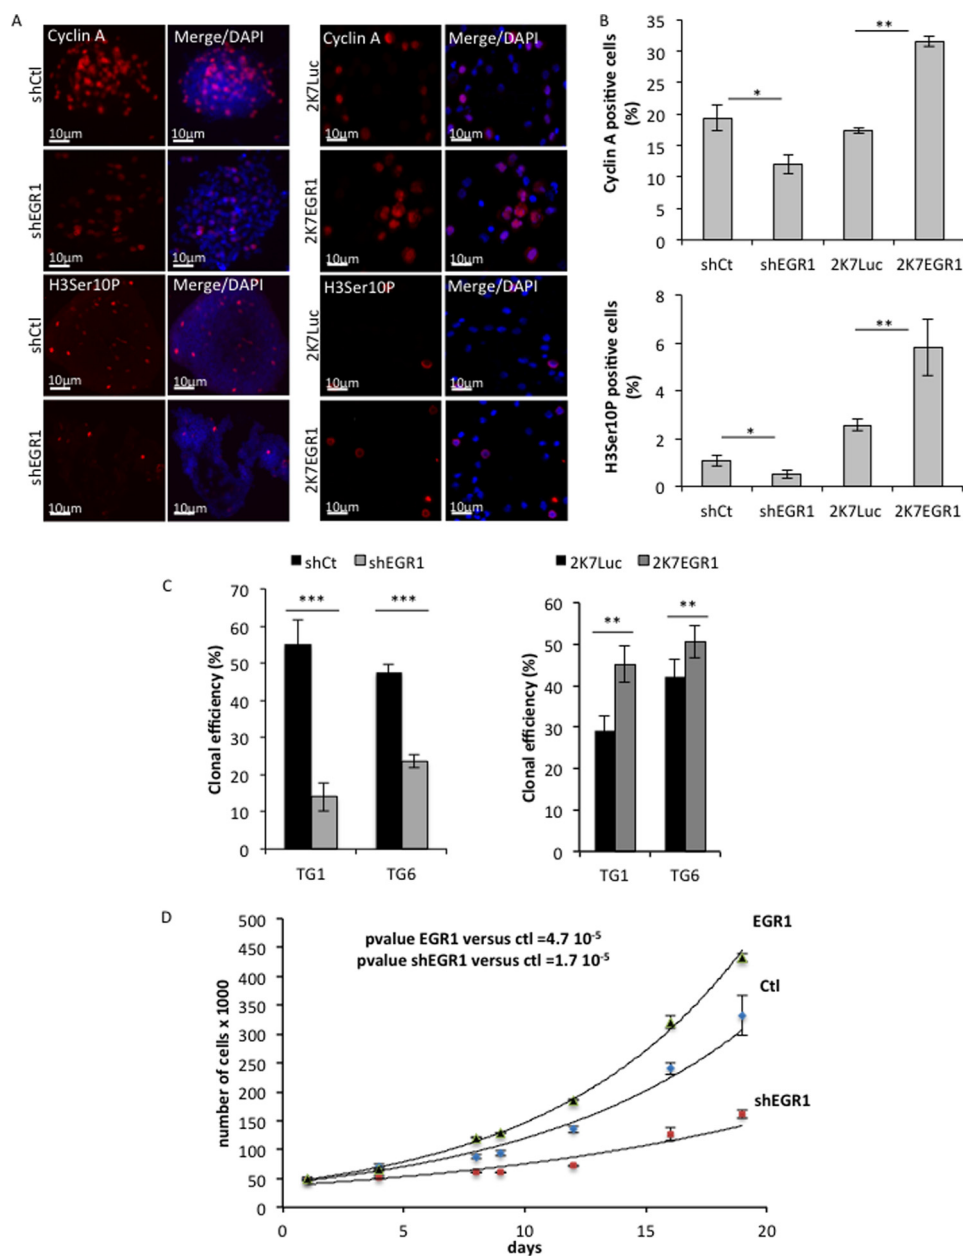 A
Cyclin A
Merge/DAPI
Cyclin A
Merge/DAPI
shCtl
10µm
10µm
2K7Luc
10µm
10µm
shEGR1
10µm
10µm
2K7EGR1
10µm
10µm
H3Ser10P
Merge/DAPI
H3Ser10P
Merge/DAPI
shCtl
10µm
10µm
2K7Luc
10µm
10µm
shEGR1
10µm
10µm
2K7EGR1
10µm
10µm
B
Cyclin A positive cells
(%)
35
30
25
20
15
10
5
0
*
**
shCt shEGR1 2K7Luc 2K7EGR1
H3Ser10P positive cells
(%)
8
6
4
2
0
*
**
shCt shEGR1 2K7Luc 2K7EGR1
C
shCt shEGR1
Clonal efficiency (%)
70
60
50
40
30
20
10
0
*** ***
TG1 TG6
2K7Luc 2K7EGR1
Clonal efficiency (%)
60
50
40
30
20
10
0
** **
TG1 TG6
D
number of cells x 1000
500
450
400
350
300
250
200
150
100
50
0
pvalue EGR1 versus ctl =4.7 10-5
pvalue shEGR1 versus ctl =1.7 10-5
EGR1
Ctl
shEGR1
0 5 10 15 20
days